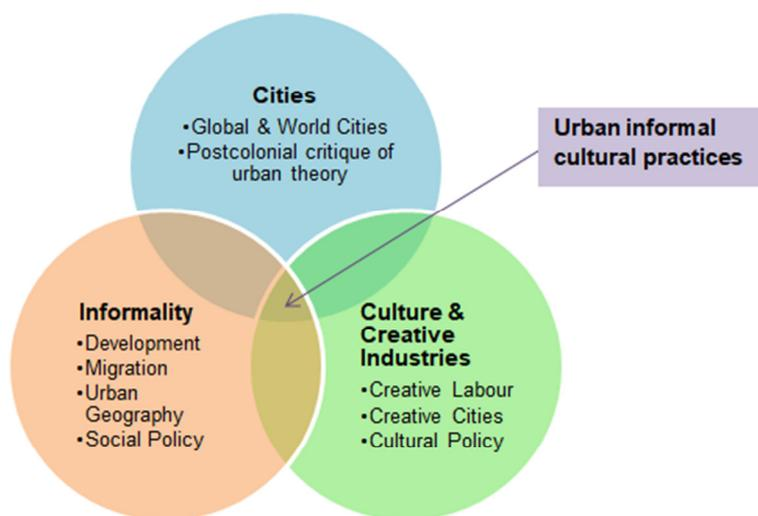 Cities
•Global & World Cities
•Postcolonial critique of
urban theory
Urban informal
cultural practices
Informality
•Development
•Migration
•Urban
Geography
•Social Policy
Culture &
Creative
Industries
•Creative Labour
•Creative Cities
•Cultural Policy